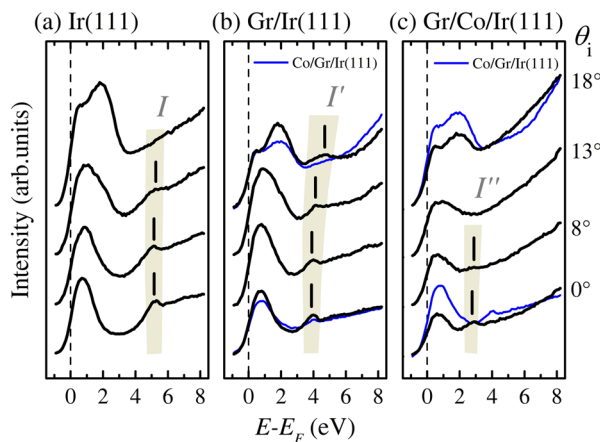 (a) Ir(111) (b) Gr/Ir(111) (c) Gr/Co/Ir(111) θi
Co/Gr/Ir(111) Co/Gr/Ir(111)
18°
I I'
13°
I''
8°
0°
Intensity (arb.units)
0 2 4 6 8 0 2 4 6 8 0 2 4 6 8
E-EF (eV)